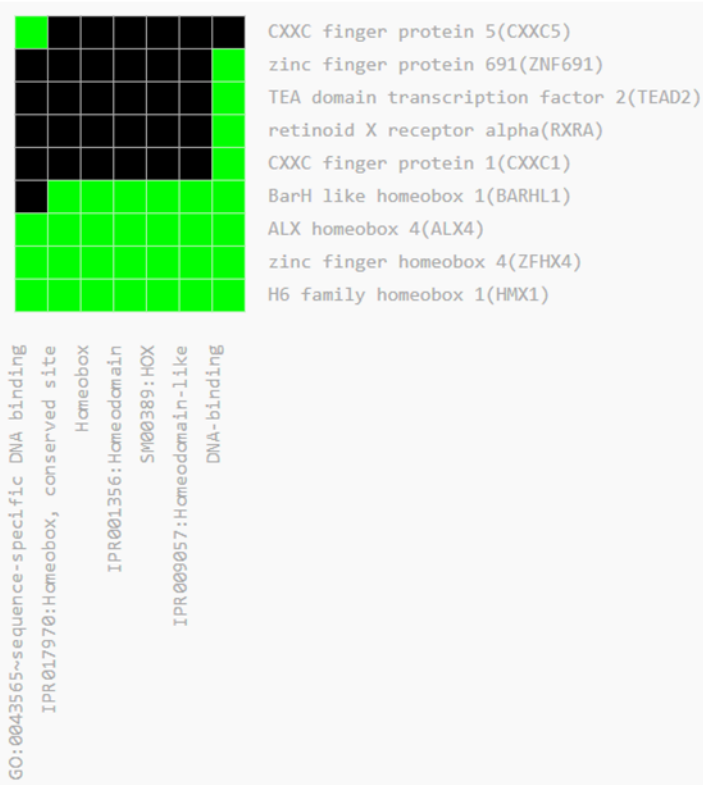 CXXC finger protein 5(CXXC5)
zinc finger protein 691(ZNF691)
TEA domain transcription factor 2(TEAD2)
retinoid X receptor alpha(RXRA)
CXXC finger protein 1(CXXC1)
BarH like homeobox 1(BARHL1)
ALX homeobox 4(ALX4)
zinc finger homeobox 4(ZFHX4)
H6 family homeobox 1(HMX1)
GO:0043565~sequence-specific DNA binding
IPR017970:Homeobox, conserved site
Homeobox
IPR001356:Homeodomain
SM00389:HOX
IPR009057:Homeodomain-like
DNA-binding